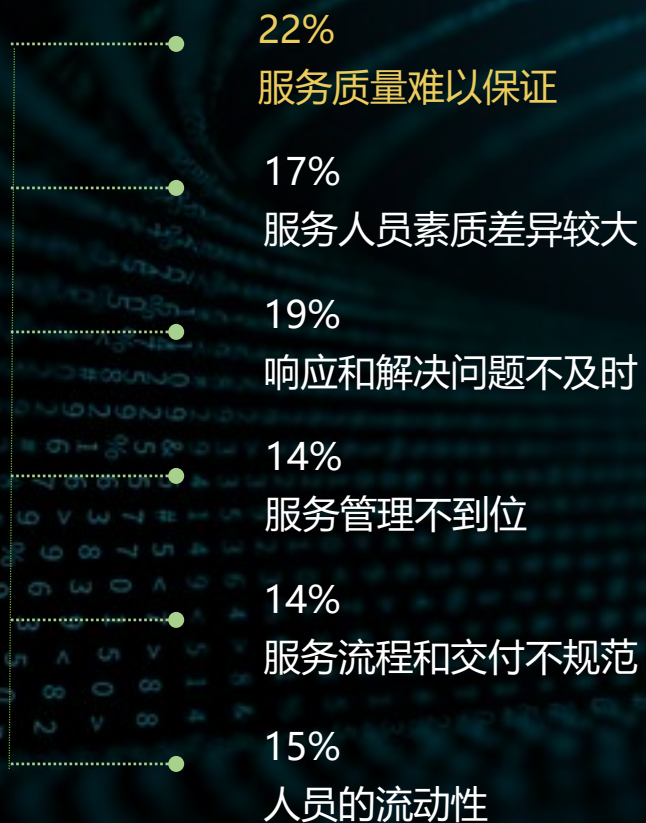 22%
服务质量难以保证
17%
服务人员素质差异较大
19%
响应和解决问题不及时
14%
服务管理不到位
14%
服务流程和交付不规范
15%
人员的流动性